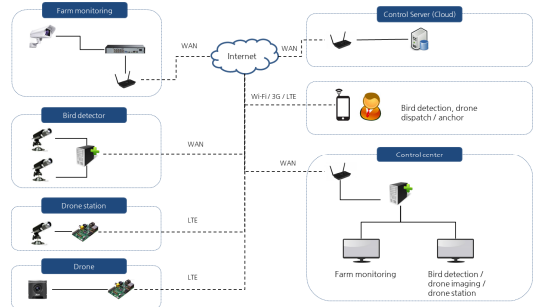 Farm monitoring
Control Server (Cloud)
WAN
WAN
Internet
Wi-Fi / 3G / LTE
Bird detection, drone
dispatch / anchor
Bird detector
WAN
WAN
Control center
Drone station
LTE
Farm monitoring
Bird detection /
drone imaging /
drone station
Drone
LTE